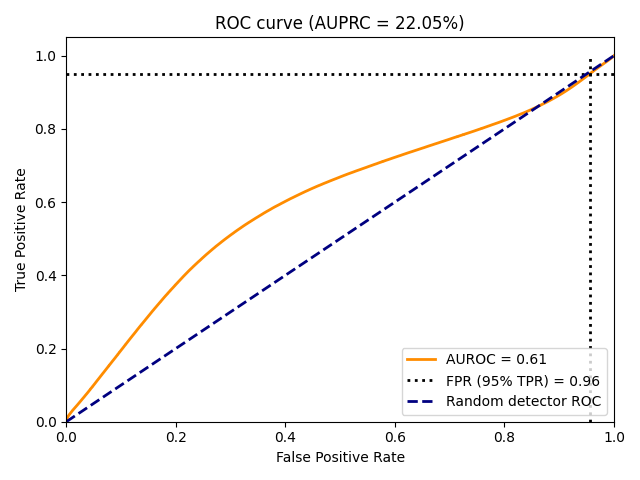 ROC curve (AUPRC = 22.05%)
True Positive Rate
1.0
0.8
0.6
0.4
0.2
0.0
AUROC = 0.61
FPR (95% TPR) = 0.96
Random detector ROC
0.0 0.2 0.4 0.6 0.8 1.0
False Positive Rate